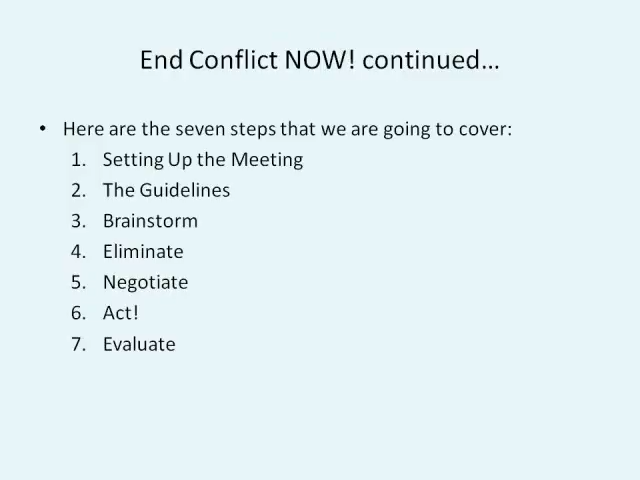 End Conflict NOW! continued…
• Here are the seven steps that we are going to cover:
1. Setting Up the Meeting
2. The Guidelines
3. Brainstorm
4. Eliminate
5. Negotiate
6. Act!
7. Evaluate